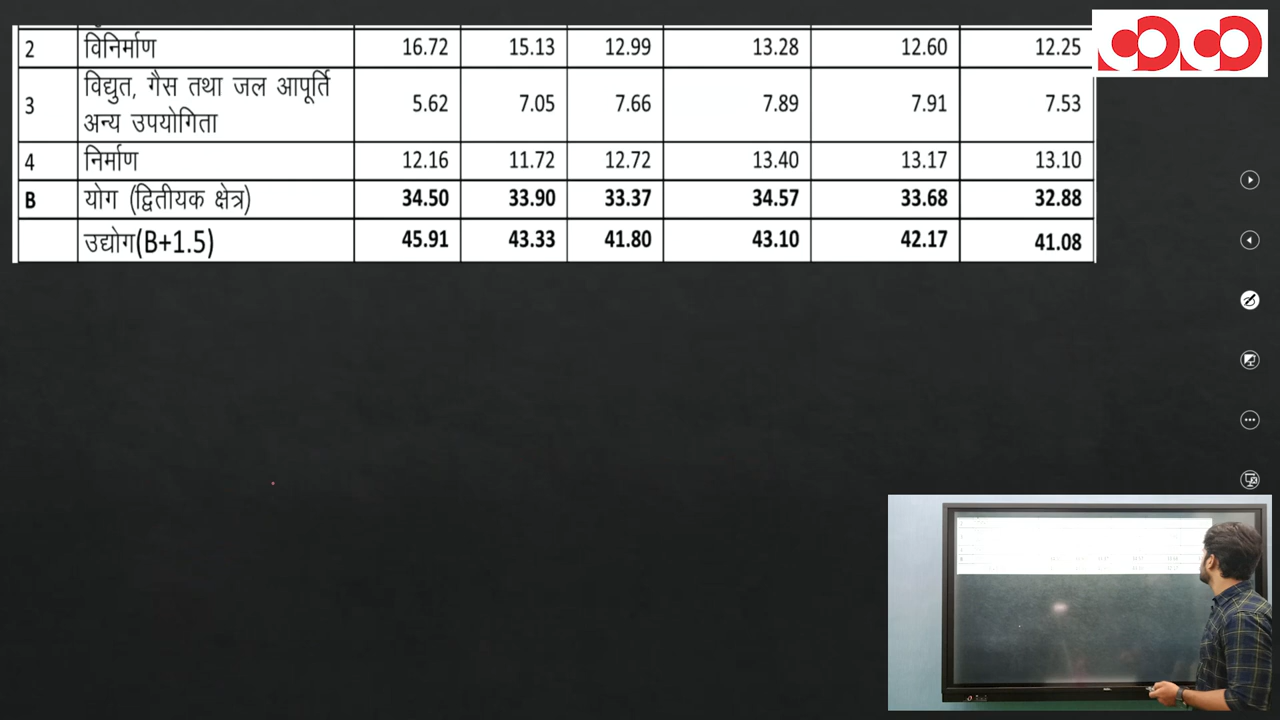 2 विनिर्माण 16.72 15.13 12.99 13.28 12.60 12.25
3 विद्युत, गैस तथा जल आपूर्ति 5.62 7.05 7.66 7.89 7.91 7.53
अन्य उपयोगिता
4 निर्माण 12.16 11.72 12.72 13.40 13.17 13.10
B योग (द्वितीयक क्षेत्र) 34.50 33.90 33.37 34.57 33.68 32.88
उद्योग(B+1.5) 45.91 43.33 41.80 43.10 42.17 41.08